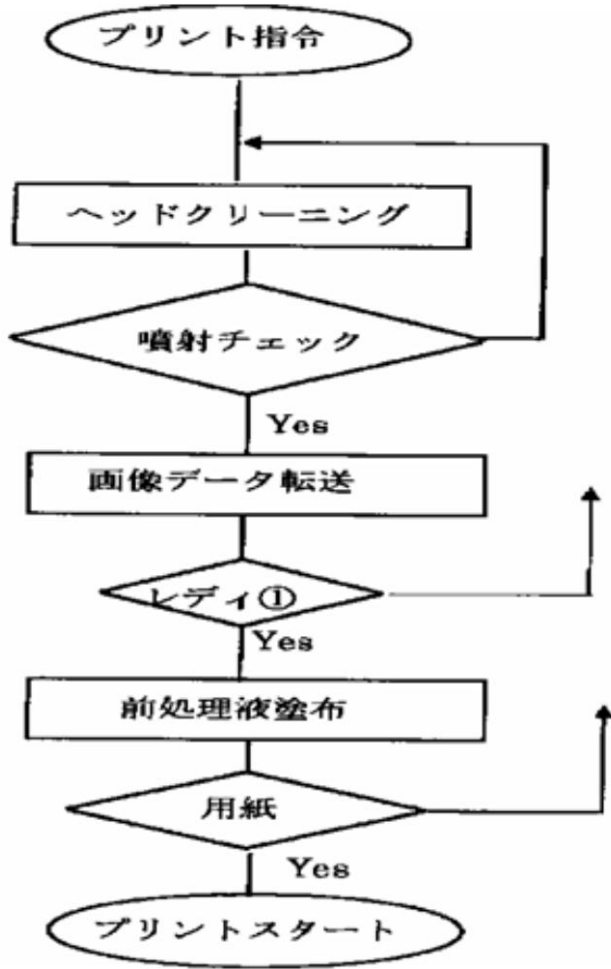 プリント指令
ヘッドクリーニング
噴射チェック
Yes
画像データ転送
レディ①
Yes
前処理液塗布
用紙
Yes
プリントスタート